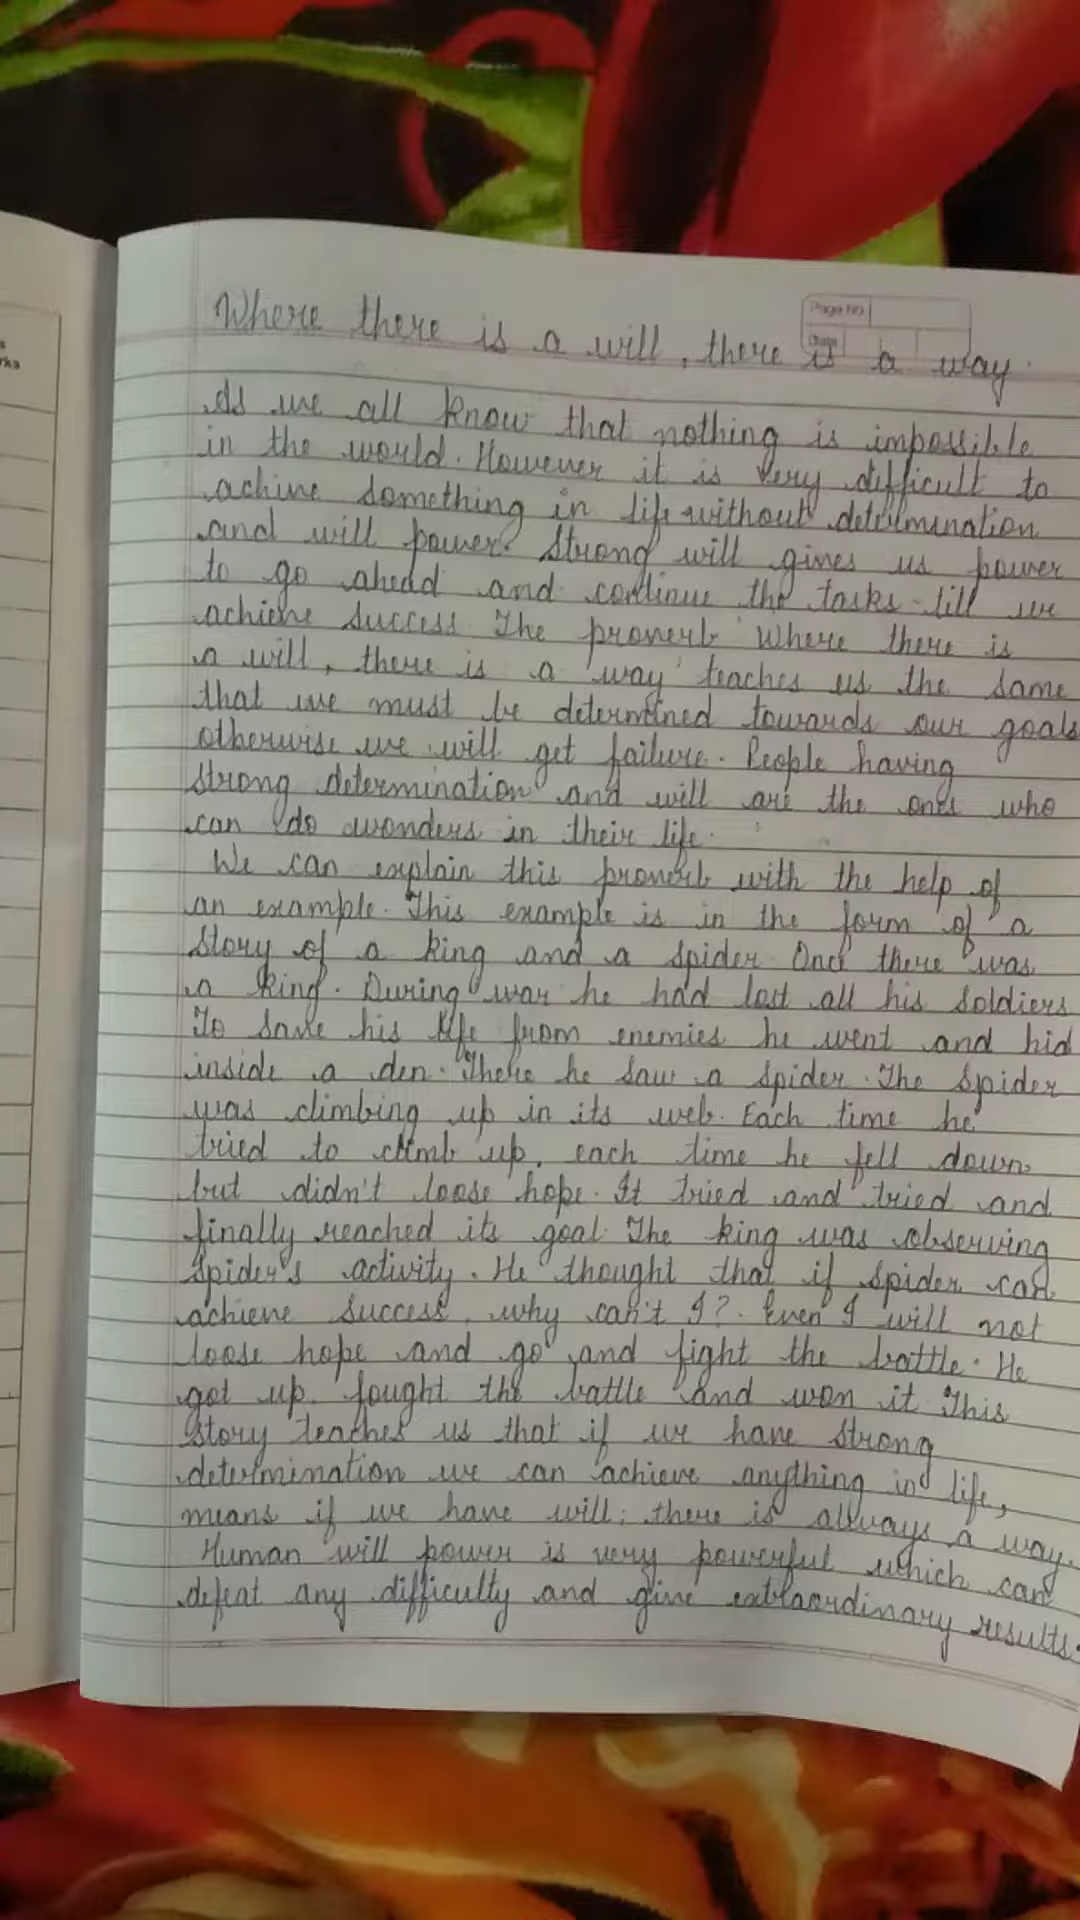 Page No.
Date
Where there is a will, there is a way.
As we all know that nothing is impossible
in the world. However it is very difficult to
achive something in life without determination
and will power. Strong will gives us power
to go ahead and continue the tasks till we
achieve success. The proverb 'Where there is
a will, there is a way' teaches us the same
that we must be determined towards our goals
otherwise we will get failure. People having
strong determination and will are the ones who
can do wonders in their life.
We can explain this proverb with the help of
an example. This example is in the form of a
story of a king and a spider. Once there was
a king. During war he had lost all his soldiers
To save his life from enemies he went and hid
inside a den. There he saw a spider. The spider
was climbing up in its web. Each time he
tried to climb up, each time he fell down
but didn't loose hope. It tried and tried and
finally reached its goal. The king was observing
spider's activity. He thought that if spider can
achieve success, why can't I?. Even I will not
loose hope and go and fight the battle. He
got up, fought the battle and won it. This
story teaches us that if we have strong
determination we can achieve anything in life,
means if we have will, there is allways a way.
Human will power is very powerful which can
defeat any difficulty and give extraordinary results.